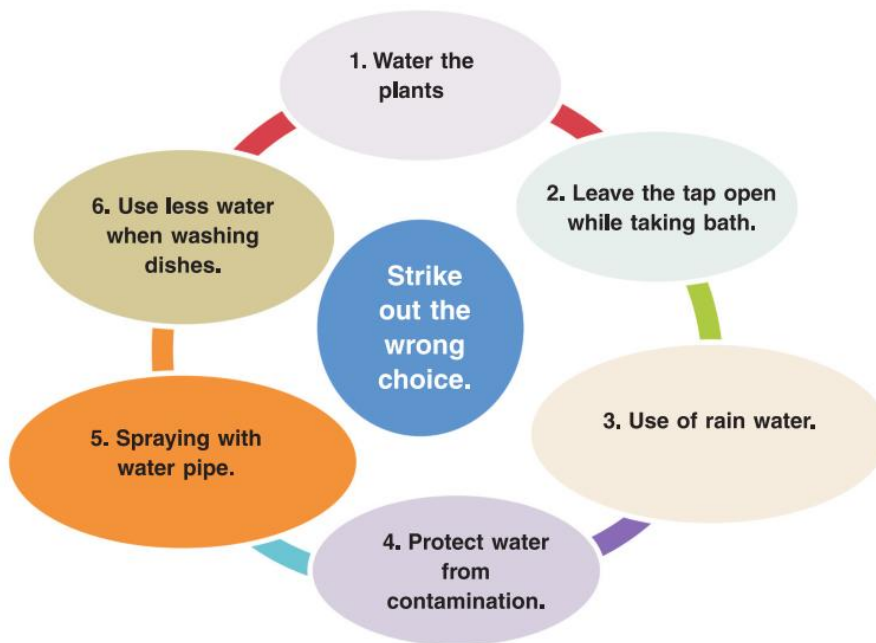 1. Water the
plants
2. Leave the tap open
while taking bath.
3. Use of rain water.
4. Protect water
from
contamination.
5. Spraying with
water pipe.
6. Use less water
when washing
dishes.
Strike
out the
wrong
choice.